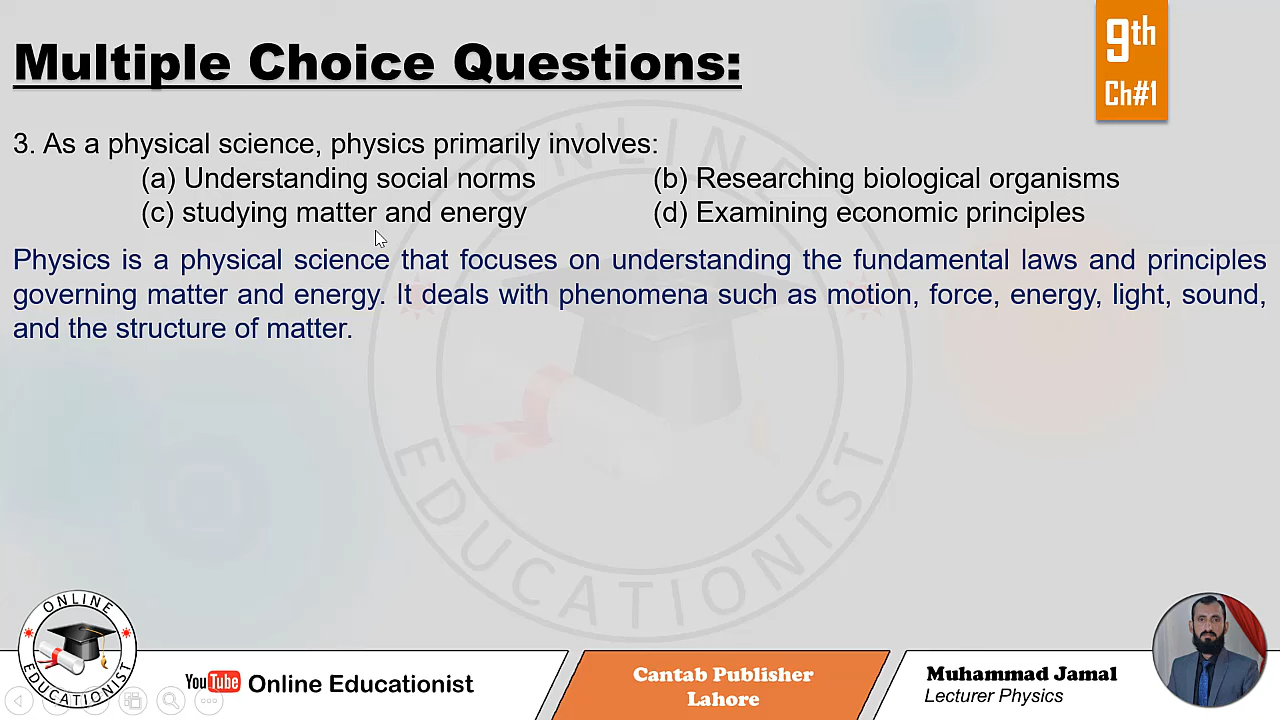 Multiple Choice Questions:
9th
Ch#1
3. As a physical science, physics primarily involves:
(a) Understanding social norms (b) Researching biological organisms
(c) studying matter and energy (d) Examining economic principles
Physics is a physical science that focuses on understanding the fundamental laws and principles
governing matter and energy. It deals with phenomena such as motion, force, energy, light, sound,
and the structure of matter.
ONLINE
EDUCATIONIST
ONLINE
EDUCATIONIST
YouTube Online Educationist
Cantab Publisher
Lahore
Muhammad Jamal
Lecturer Physics